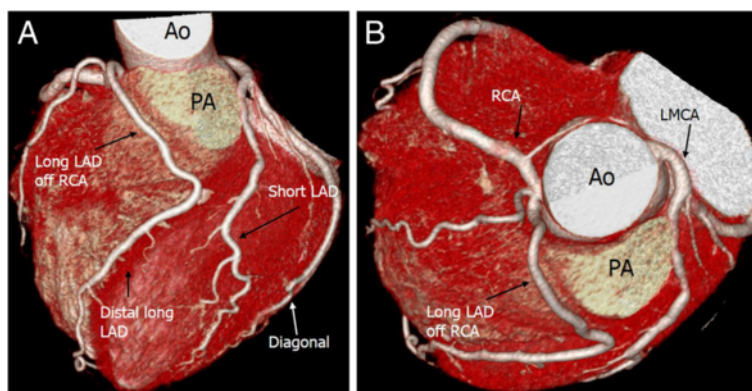 A
Ao
PA
Long LAD
off RCA
Short LAD
Distal long
LAD
Diagonal
B
RCA
LMCA
Ao
PA
Long LAD
off RCA